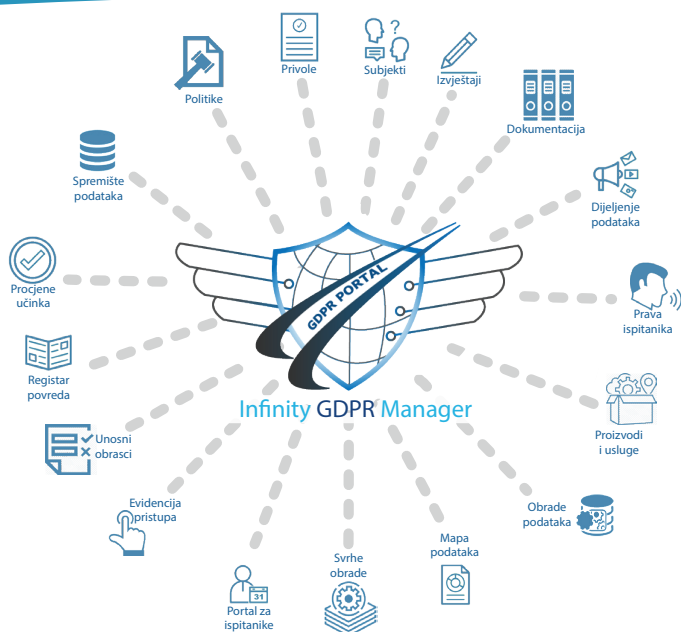 Privole
Subjekti
?
Izvještaji
Politike
Dokumentacija
Spremište
podataka
Dijeljenje
podataka
Procjene
učinka
Prava
ispitanika
GDPR PORTAL
Infinity GDPR Manager
Registar
povreda
Proizvodi
i usluge
Unosni
obrasci
Evidencija
pristupa
Obrade
podataka
Mapa
podataka
Svrhe
obrade
31
Portal za
ispitanike